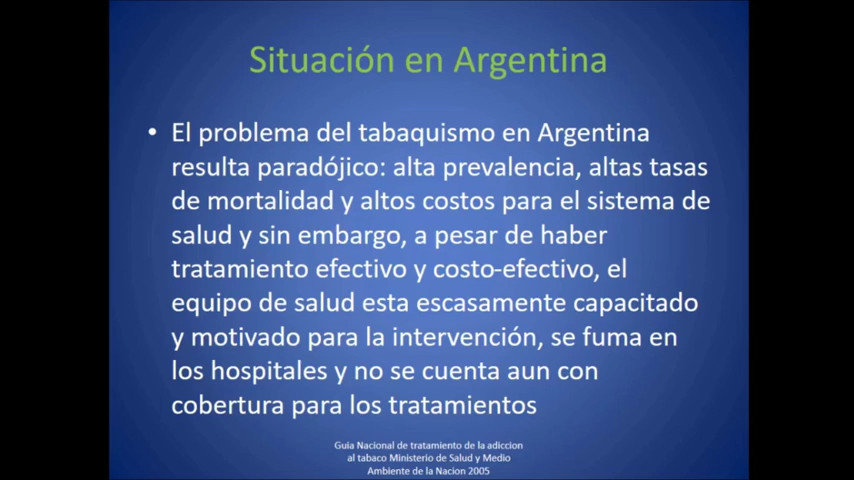 Situación en Argentina
• El problema del tabaquismo en Argentina
resulta paradójico: alta prevalencia, altas tasas
de mortalidad y altos costos para el sistema de
salud y sin embargo, a pesar de haber
tratamiento efectivo y costo-efectivo, el
equipo de salud esta escasamente capacitado
y motivado para la intervención, se fuma en
los hospitales y no se cuenta aun con
cobertura para los tratamientos
Guia Nacional de tratamiento de la adiccion
al tabaco Ministerio de Salud y Medio
Ambiente de la Nacion 2005